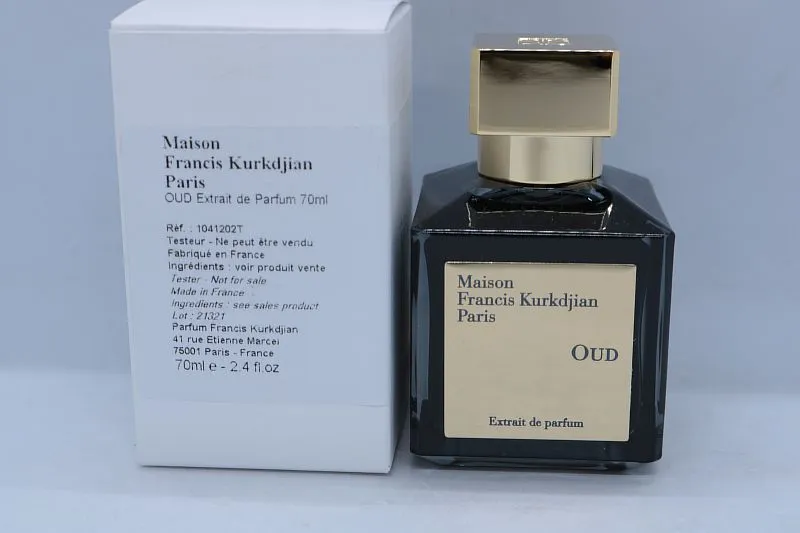 Maison
Francis Kurkdjian
Paris
OUD Extrait de Parfum 70ml
Réf. : 1041202T
Testeur - Ne peut être vendu
Fabriqué en France
Ingrédients : voir produit vente
Tester - Not for sale
Made in France
Ingredients : see sales product
Lot : 21321
Parfum Francis Kurkdjian
41 rue Etienne Marcel
75001 Paris - France
70ml e - 2.4 fl.oz
Maison
Francis Kurkdjian
Paris
OUD
Extrait de parfum